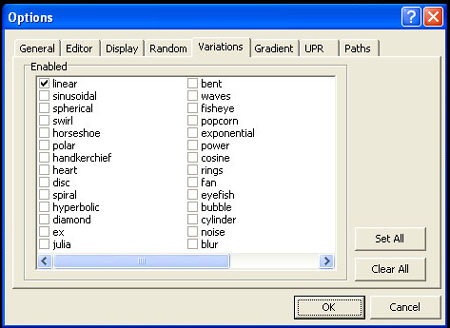 Options
General Editor Display Random Variations Gradient UPR Paths
Enabled
linear
sinusoidal
spherical
swirl
horseshoe
polar
handkerchief
heart
disc
spiral
hyperbolic
diamond
ex
julia
bent
waves
fisheye
popcorn
exponential
power
cosine
rings
fan
eyefish
bubble
cylinder
noise
blur
Set All
Clear All
OK Cancel